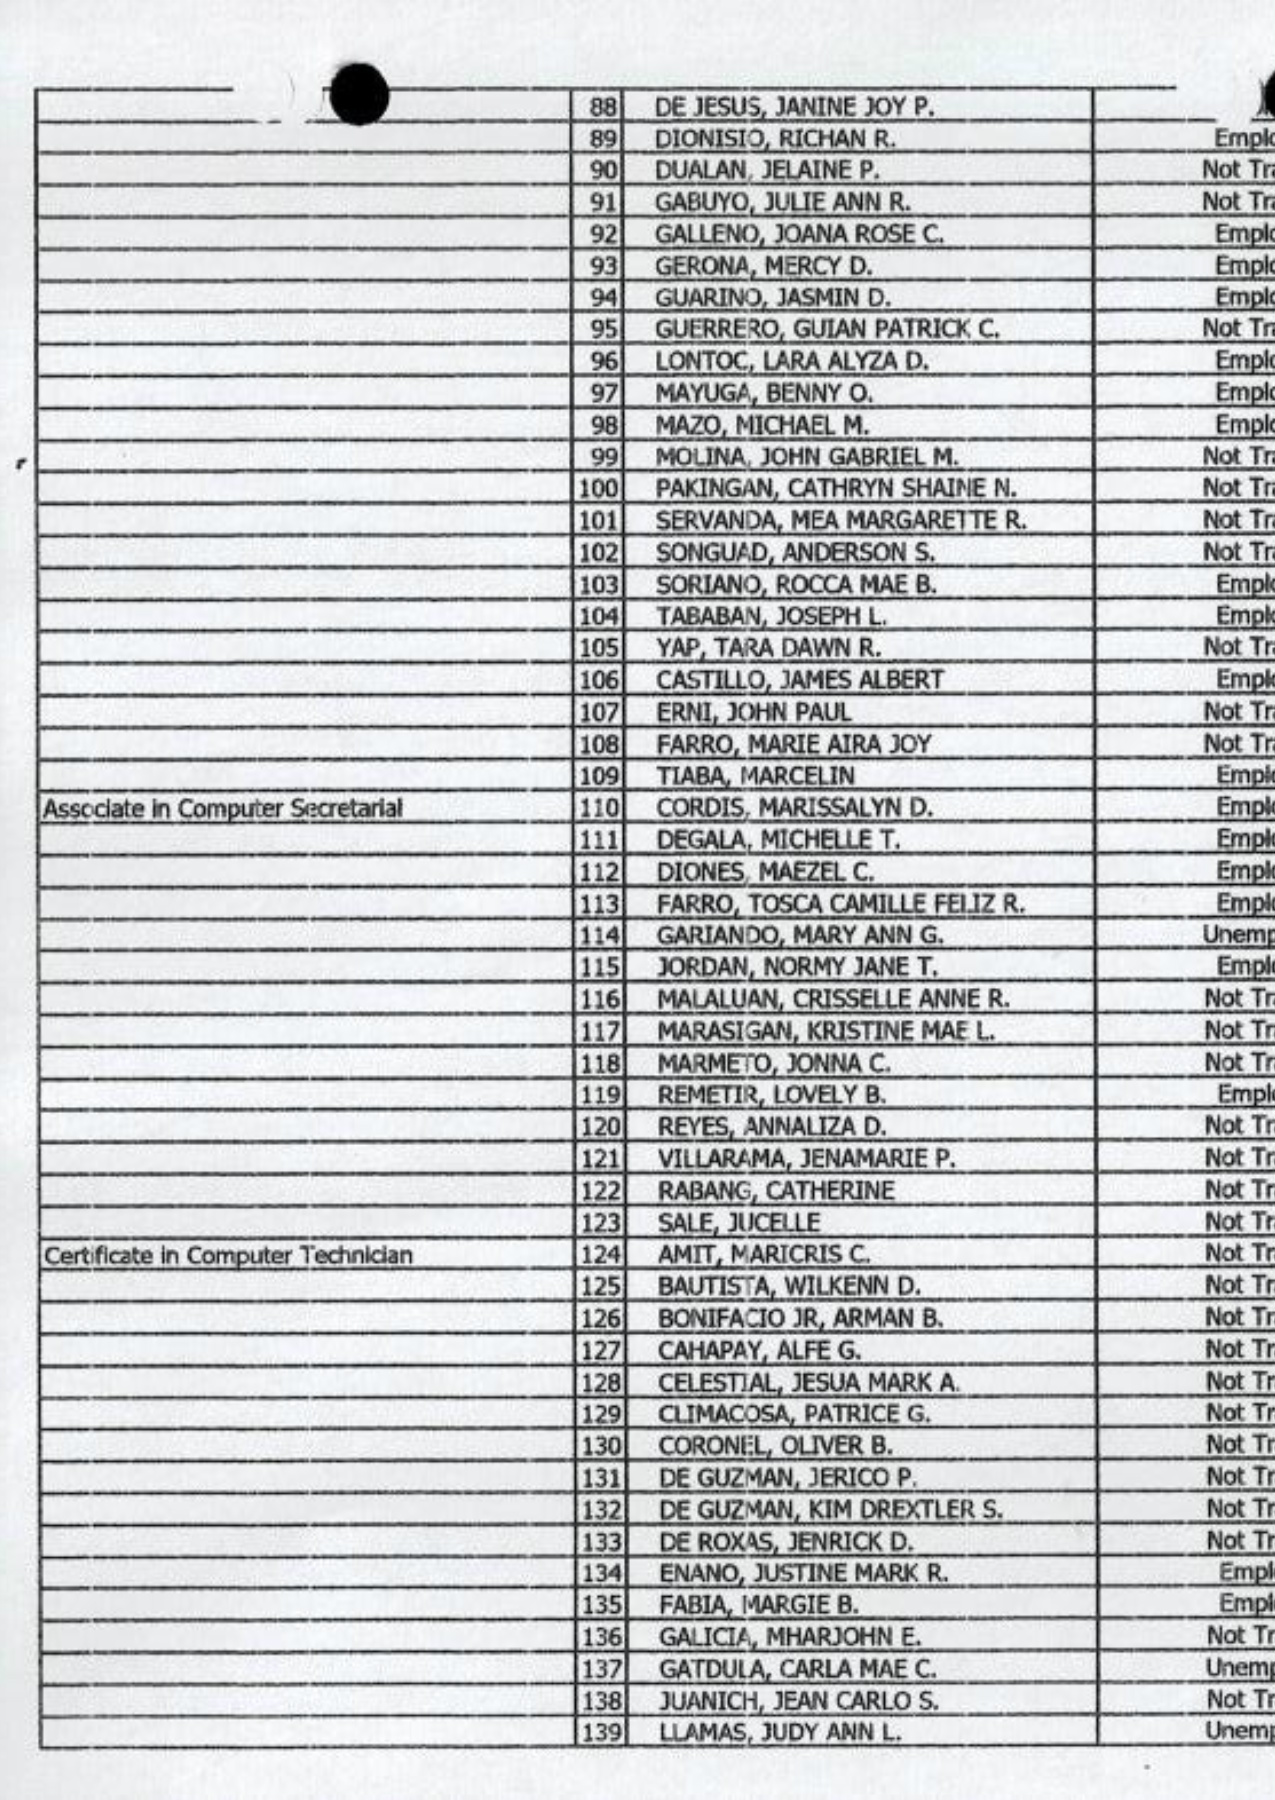 88 DE JESUS, JANINE JOY P.
89 DIONISIO, RICHAN R. Emplo
90 DUALAN, JELAINE P. Not Tra
91 GABUYO, JULIE ANN R. Not Tra
92 GALLENO, JOANA ROSE C. Emplo
93 GERONA, MERCY D. Emplo
94 GUARINO, JASMIN D. Emplo
95 GUERRERO, GUIAN PATRICK C. Not Tra
96 LONTOC, LARA ALYZA D. Emplo
97 MAYUGA, BENNY O. Emplo
98 MAZO, MICHAEL M. Emplo
99 MOLINA, JOHN GABRIEL M. Not Tra
100 PAKINGAN, CATHRYN SHAINE N. Not Tra
101 SERVANDA, MEA MARGARETTE R. Not Tra
102 SONGUAD, ANDERSON S. Not Tra
103 SORIANO, ROCCA MAE B. Emplo
104 TABABAN, JOSEPH L. Emplo
105 YAP, TARA DAWN R. Not Tra
106 CASTILLO, JAMES ALBERT Emplo
107 ERNI, JOHN PAUL Not Tra
108 FARRO, MARIE AIRA JOY Not Tra
109 TIABA, MARCELIN Emplo
Associate in Computer Secretarial 110 CORDIS, MARISSALYN D. Emplo
111 DEGALA, MICHELLE T. Emplo
112 DIONES, MAEZEL C. Emplo
113 FARRO, TOSCA CAMILLE FELIZ R. Emplo
114 GARIANDO, MARY ANN G. Unemp
115 JORDAN, NORMY JANE T. Emplo
116 MALALUAN, CRISSELLE ANNE R. Not Tra
117 MARASIGAN, KRISTINE MAE L. Not Tra
118 MARMETO, JONNA C. Not Tra
119 REMETIR, LOVELY B. Emplo
120 REYES, ANNALIZA D. Not Tra
121 VILLARAMA, JENAMARIE P. Not Tra
122 RABANG, CATHERINE Not Tr
123 SALE, JUCELLE Not Tra
Certificate in Computer Technician 124 AMIT, MARICRIS C. Not Tra
125 BAUTISTA, WILKENN D. Not Tr
126 BONIFACIO JR, ARMAN B. Not Tr
127 CAHAPAY, ALFE G. Not Tr
128 CELESTIAL, JESUA MARK A. Not Tr
129 CLIMACOSA, PATRICE G. Not Tr
130 CORONEL, OLIVER B. Not Tr
131 DE GUZMAN, JERICO P. Not Tr
132 DE GUZMAN, KIM DREXTLER S. Not Tr
133 DE ROXAS, JENRICK D. Not Tr
134 ENANO, JUSTINE MARK R. Empl
135 FABIA, MARGIE B. Empl
136 GALICIA, MHARJOHN E. Not Tr
137 GATDULA, CARLA MAE C. Unemp
138 JUANICH, JEAN CARLO S. Not Tr
139 LLAMAS, JUDY ANN L. Unemp